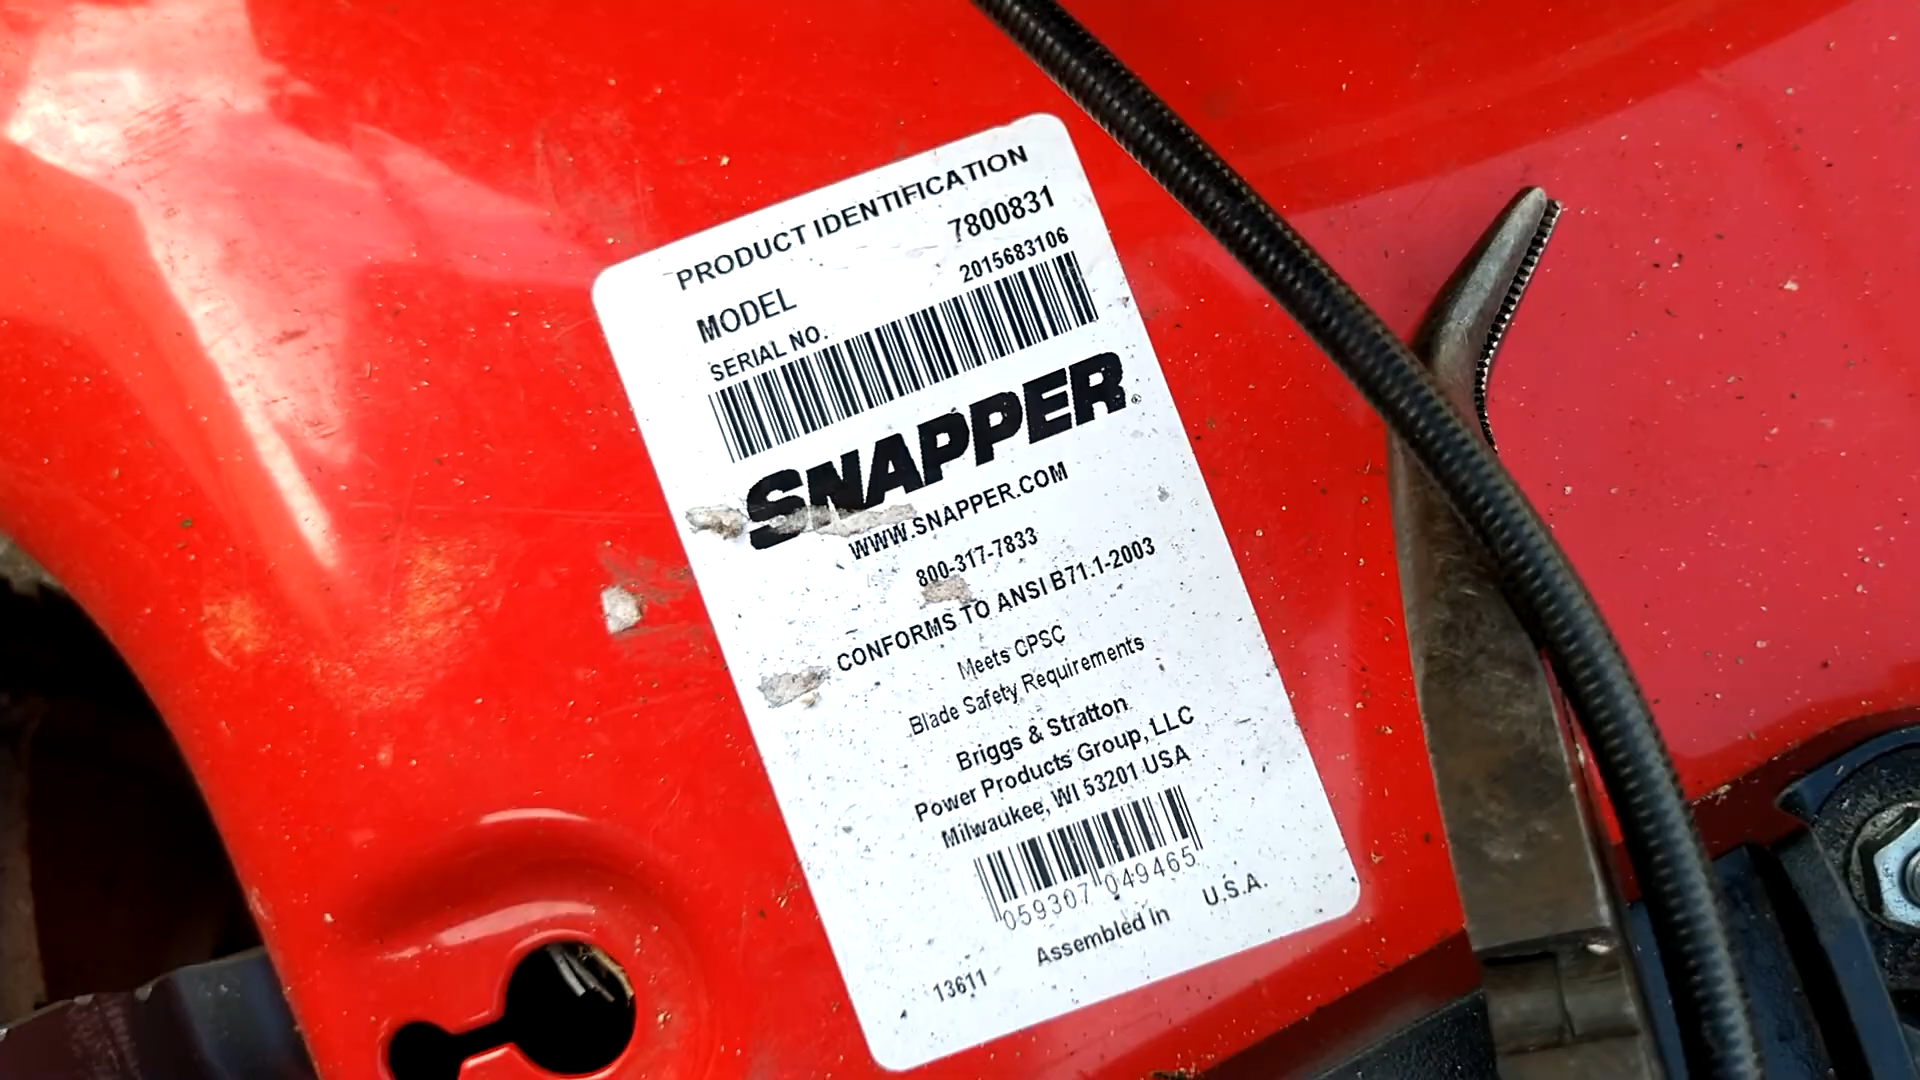 PRODUCT IDENTIFICATION
MODEL 7800831
SERIAL NO. 2015683106
SNAPPER®
WWW.SNAPPER.COM
800-317-7833
CONFORMS TO ANSI B71.1-2003
Meets CPSC
Blade Safety Requirements
Briggs & Stratton
Power Products Group, LLC
Milwaukee, WI 53201 USA
059307 049465
Assembled in U.S.A.
13611